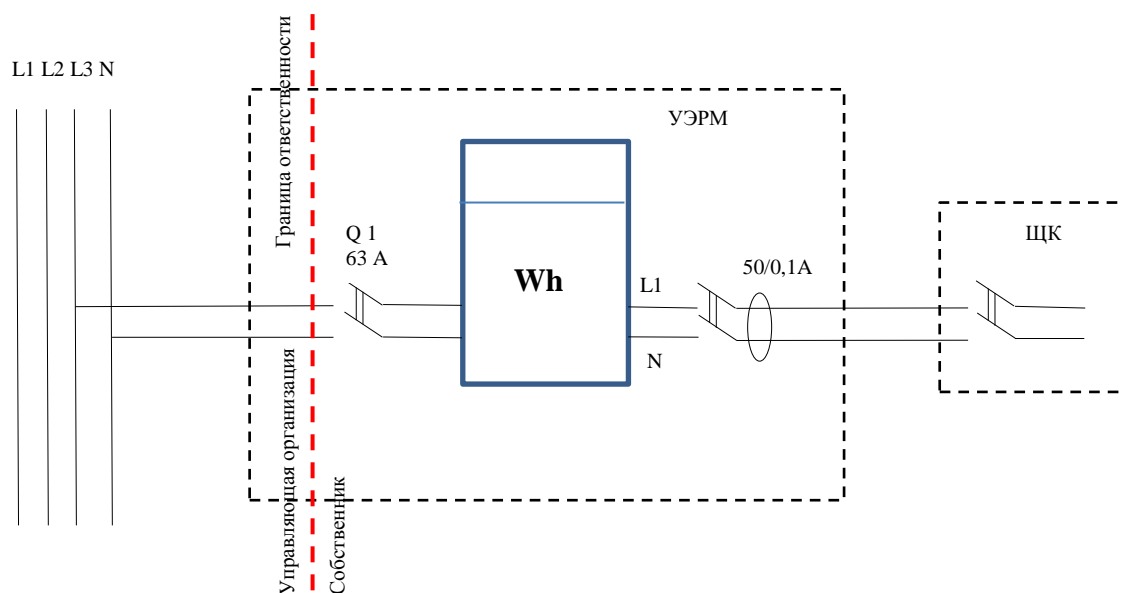 L1 L2 L3 N
Граница ответственности
УЭРМ
Q 1
63 А
Wh
L1
N
50/0,1А
ЩК
Управляющая организация
Собственник